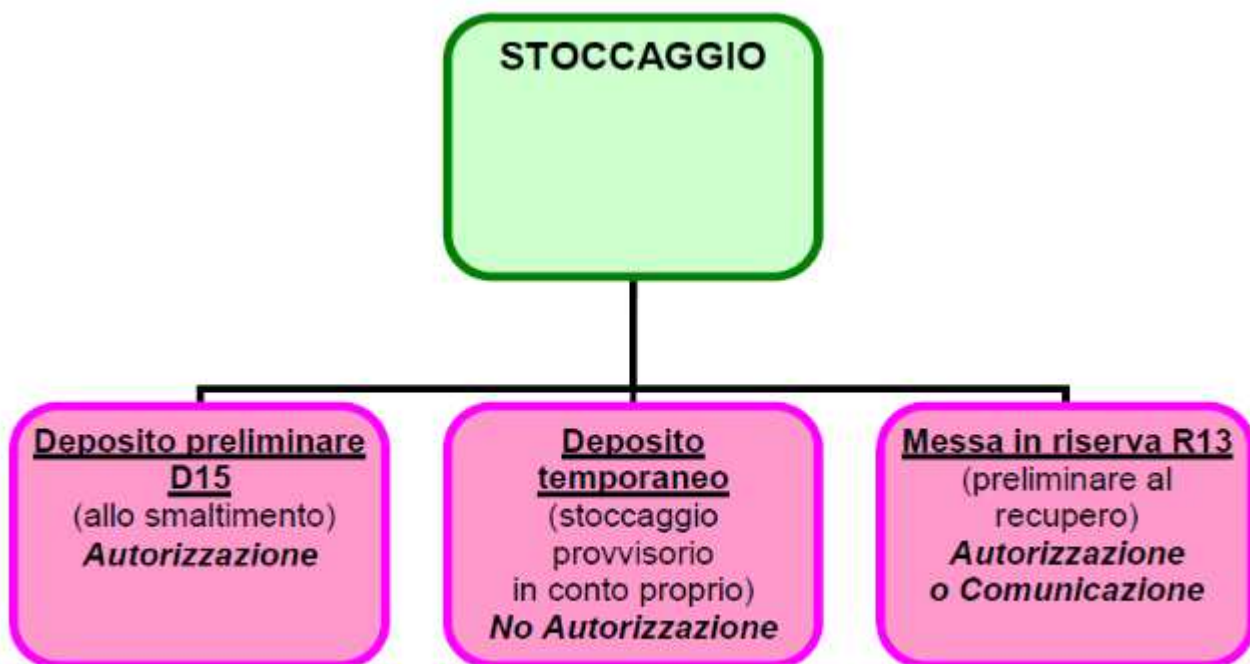 STOCCAGGIO
Deposito preliminare
D15
(allo smaltimento)
Autorizzazione
Deposito
temporaneo
(stoccaggio
provvisorio
in conto proprio)
No Autorizzazione
Messa in riserva R13
(preliminare al
recupero)
Autorizzazione
o Comunicazione